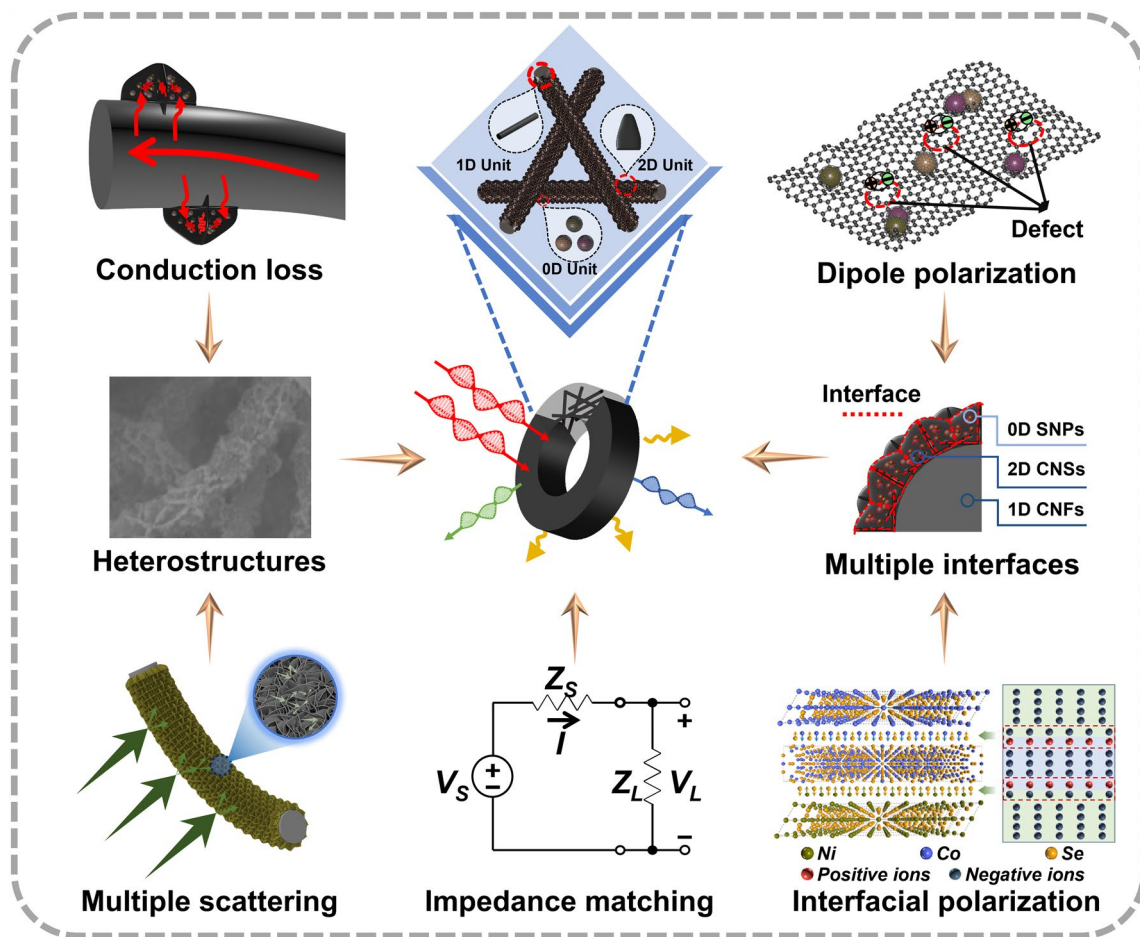 1D Unit
2D Unit
0D Unit
Defect
Conduction loss
Dipole polarization
Interface
0D SNPs
2D CNSs
1D CNFs
Heterostructures
Multiple interfaces
Z_S
I
+
V_S
+
−
Z_L
V_L
−
Ni Co Se
Positive ions Negative ions
Multiple scattering
Impedance matching
Interfacial polarization